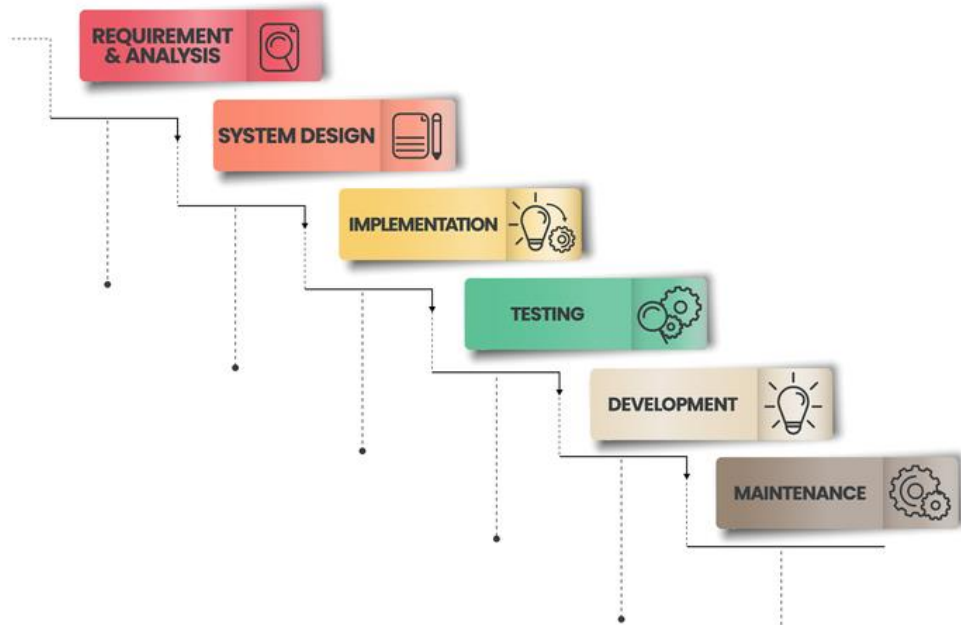 REQUIREMENT
& ANALYSIS
SYSTEM DESIGN
IMPLEMENTATION
TESTING
DEVELOPMENT
MAINTENANCE